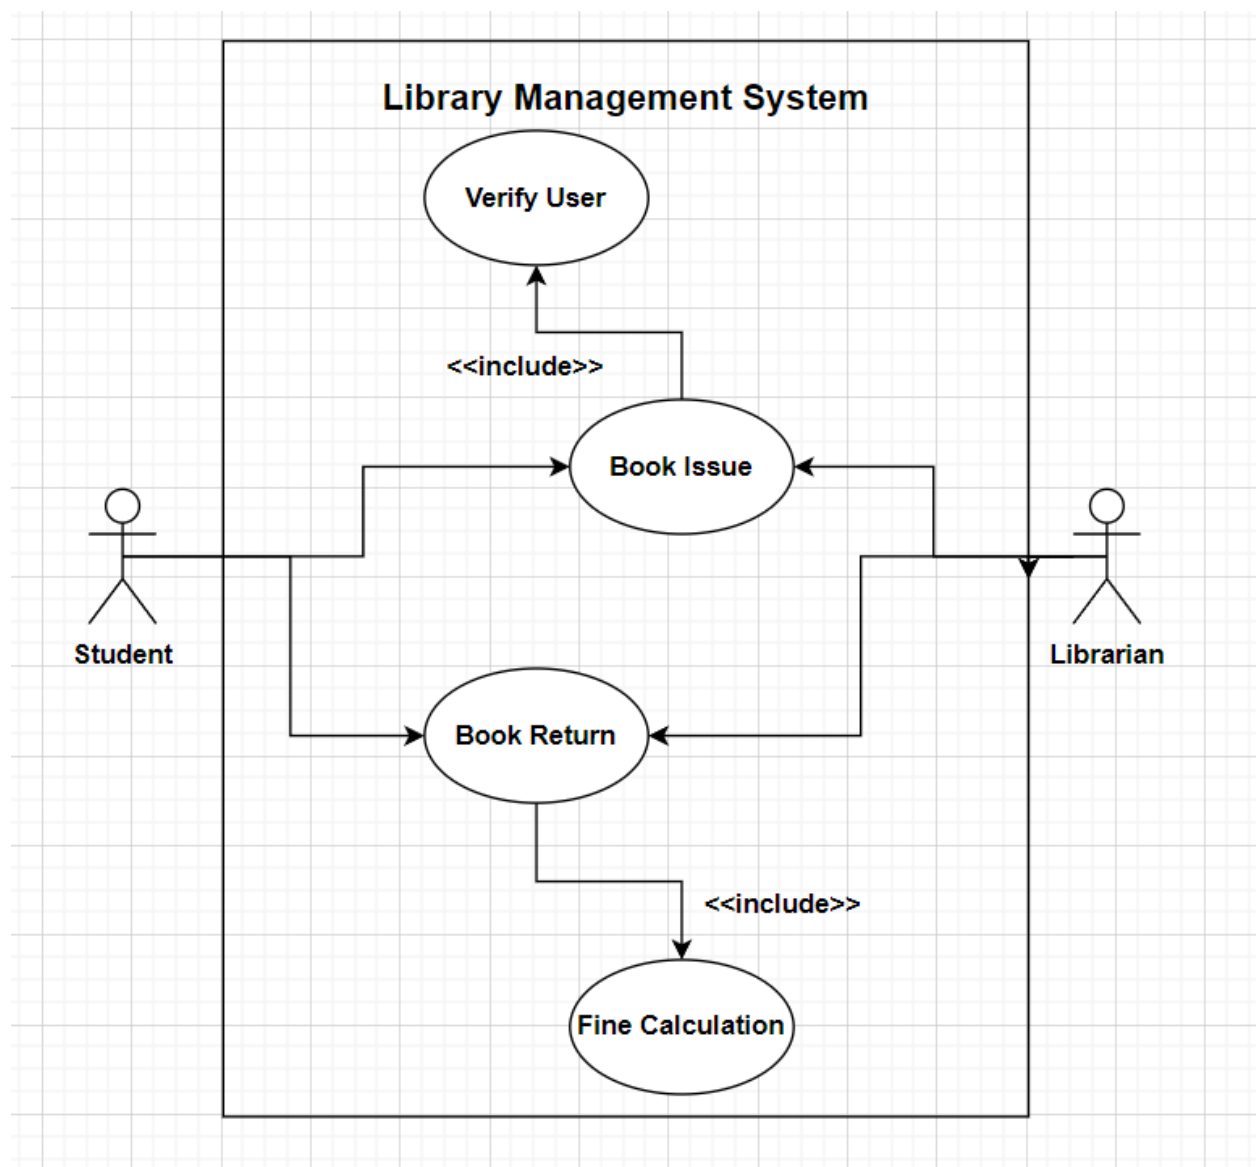 Library Management System
Verify User
<<include>>
Book Issue
Student
Librarian
Book Return
<<include>>
Fine Calculation